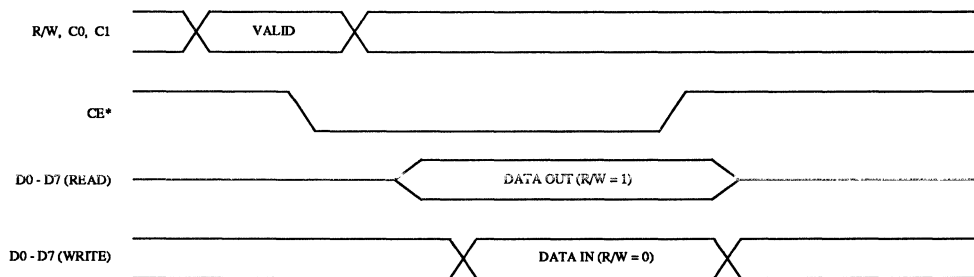 R/W, C0, C1
VALID
CE*
D0 - D7 (READ)
DATA OUT (R/W = 1)
D0 - D7 (WRITE)
DATA IN (R/W = 0)